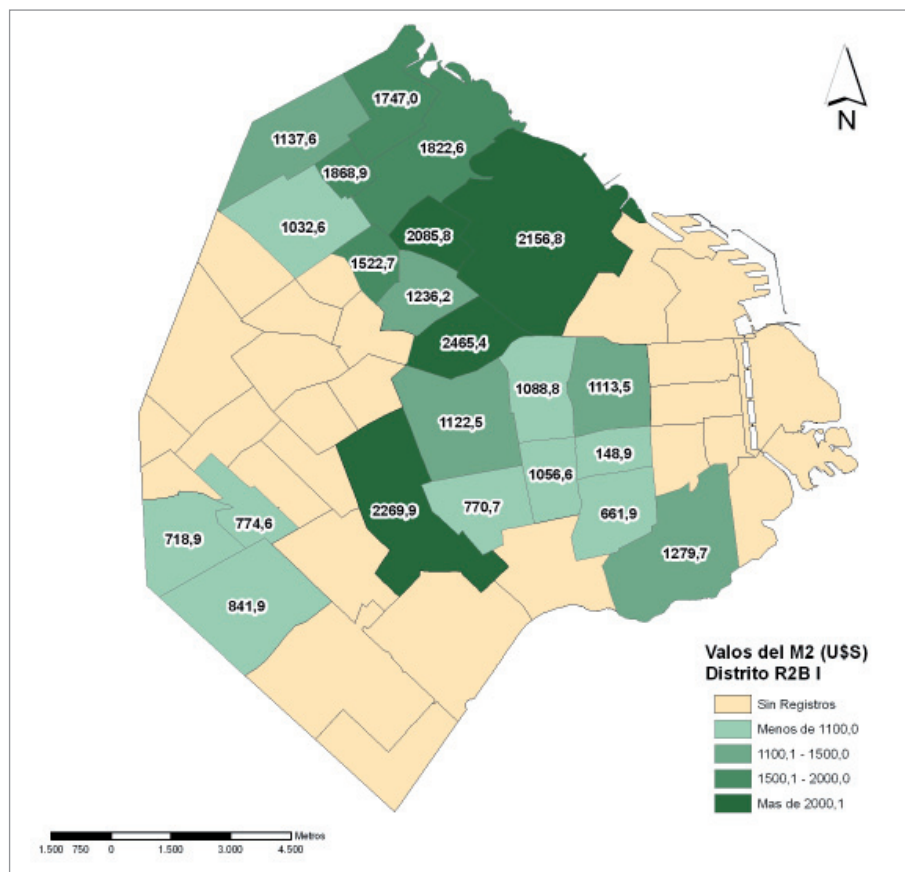 1747,0
1137,6
1822,6
1868,9
1032,6
2085,8
2156,8
1522,7
1236,2
2465,4
1088,8
1113,5
1122,5
148,9
1056,6
770,7
2269,9
661,9
774,6
718,9
1279,7
841,9
N
Valos del M2 (U$S)
Distrito R2B I
Sin Registros
Menos de 1100,0
1100,1 - 1500,0
1500,1 - 2000,0
Mas de 2000,1
Metros
1.500 750 0 1.500 3.000 4.500